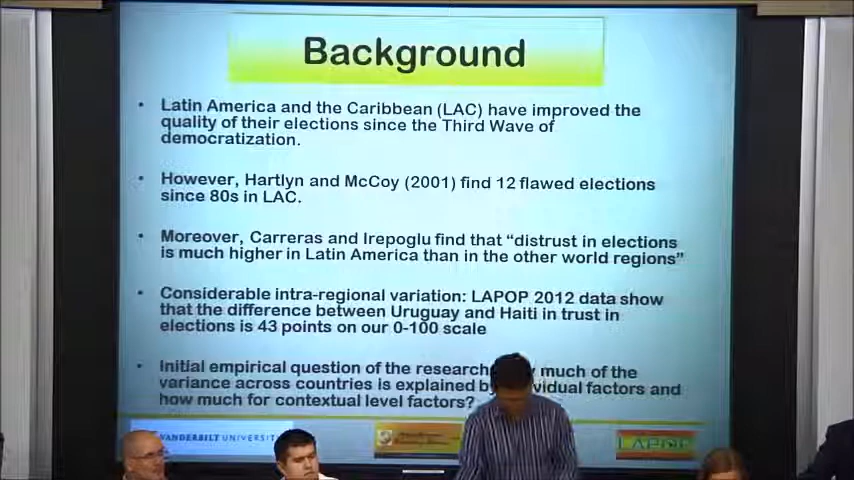 Background
• Latin America and the Caribbean (LAC) have improved the
quality of their elections since the Third Wave of
democratization.
• However, Hartlyn and McCoy (2001) find 12 flawed elections
since 80s in LAC.
• Moreover, Carreras and Irepoglu find that “distrust in elections
is much higher in Latin America than in the other world regions”
• Considerable intra-regional variation: LAPOP 2012 data show
that the difference between Uruguay and Haiti in trust in
elections is 43 points on our 0-100 scale
• Initial empirical question of the research much of the
variance across countries is explained factors and
how much for contextual level factors?
VANDERBILT UNIVERSITY
LAPOP